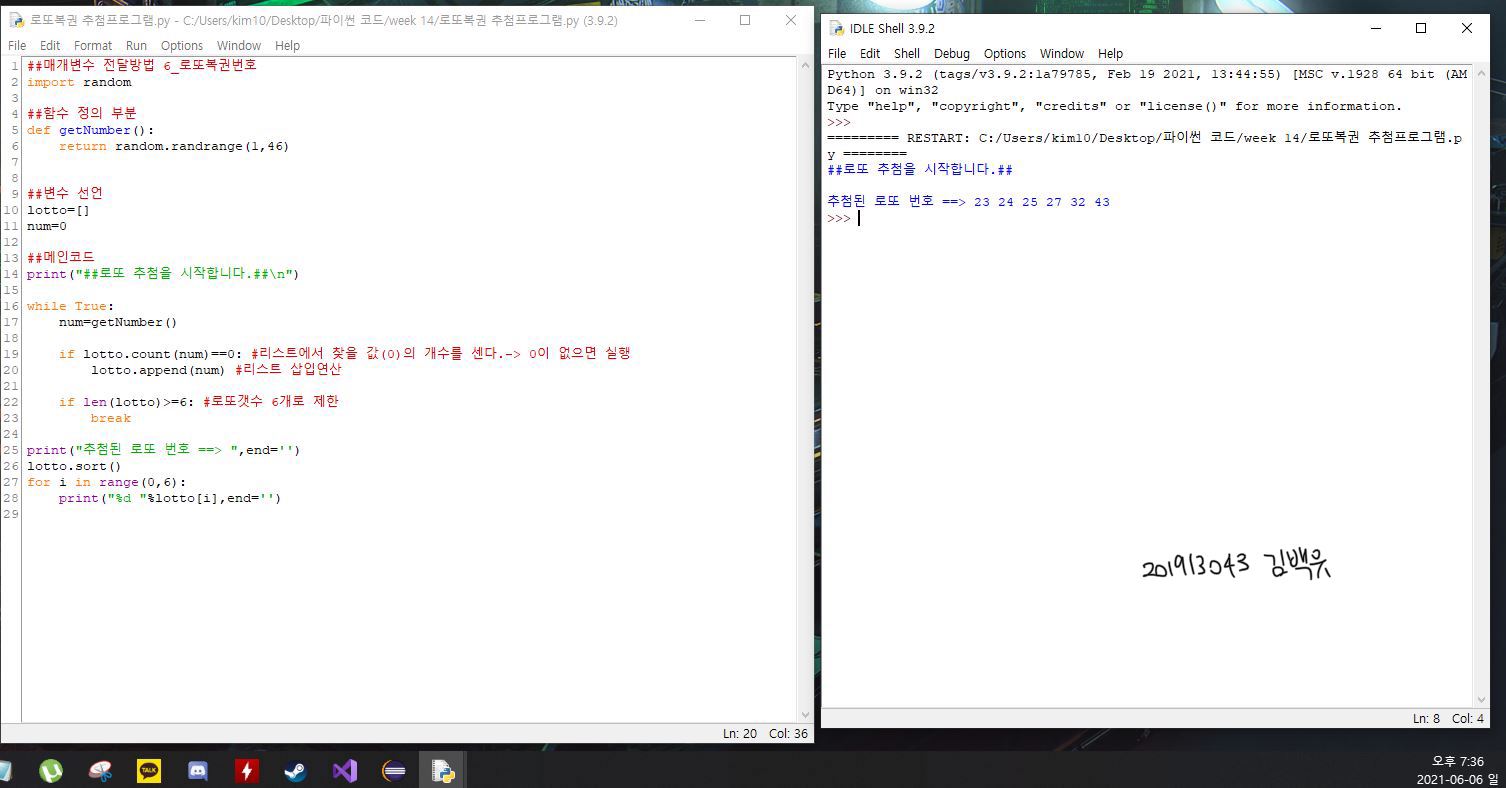 로또복권 추첨프로그램.py - C:/Users/kim10/Desktop/파이썬 코드/week 14/로또복권 추첨프로그램.py (3.9.2)
File Edit Format Run Options Window Help
1 ##매개변수 전달방법 6_로또복권번호
2 import random
3
4 ##함수 정의 부분
5 def getNumber():
6     return random.randrange(1,46)
7
8
9 ##변수 선언
10 lotto=[]
11 num=0
12
13 ##메인코드
14 print("##로또 추첨을 시작합니다.##\n")
15
16 while True:
17     num=getNumber()
18
19     if lotto.count(num)==0: #리스트에서 찾을 값(0)의 개수를 센다.-> 0이 없으면 실행
20         lotto.append(num) #리스트 삽입연산
21
22     if len(lotto)>=6: #로또갯수 6개로 제한
23         break
24
25 print("추첨된 로또 번호 ==> ",end='')
26 lotto.sort()
27 for i in range(0,6):
28     print("%d "%lotto[i],end='')
29
Ln: 20 Col: 36
IDLE Shell 3.9.2
File Edit Shell Debug Options Window Help
Python 3.9.2 (tags/v3.9.2:1a79785, Feb 19 2021, 13:44:55) [MSC v.1928 64 bit (AM
D64)] on win32
Type "help", "copyright", "credits" or "license()" for more information.
>>>
========= RESTART: C:/Users/kim10/Desktop/파이썬 코드/week 14/로또복권 추첨프로그램.p
y ========
##로또 추첨을 시작합니다.##
추첨된 로또 번호 ==> 23 24 25 27 32 43
>>>
201913043 김백유
Ln: 8 Col: 4
TALK
오후 7:36
2021-06-06 일